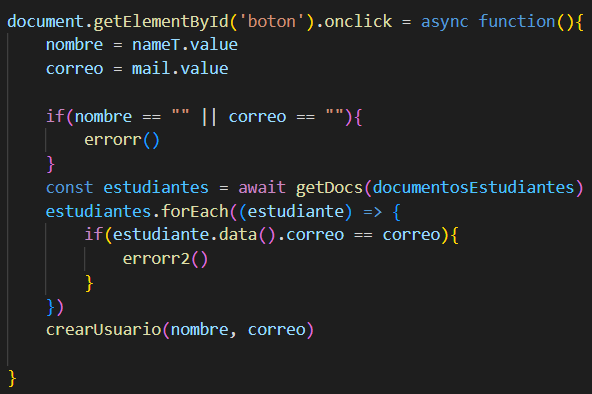 document.getElementById('boton').onclick = async function(){
    nombre = nameT.value
    correo = mail.value

    if(nombre == "" || correo == ""){
        errorr()
    }
    const estudiantes = await getDocs(documentosEstudiantes)
    estudiantes.forEach((estudiante) => {
        if(estudiante.data().correo == correo){
            errorr2()
        }
    })
    crearUsuario(nombre, correo)

}